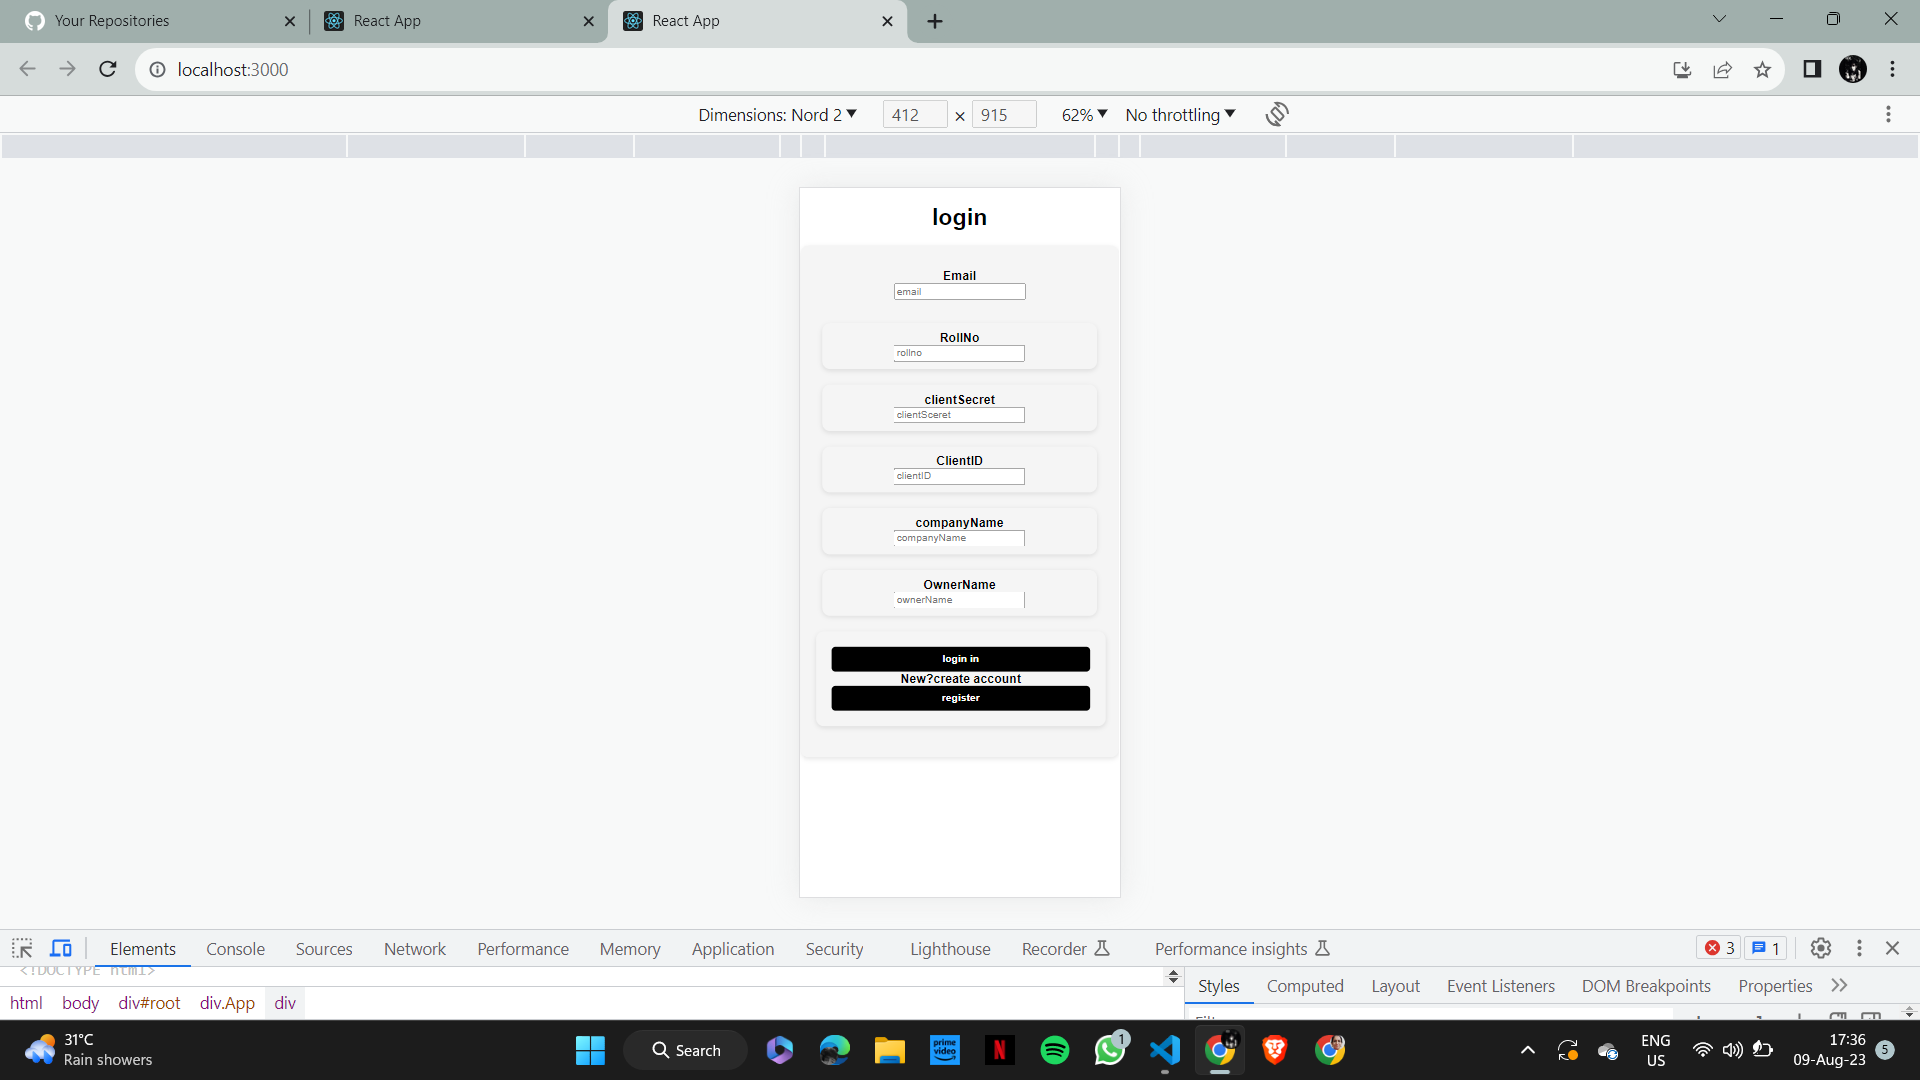 Your Repositories
React App
React App
localhost:3000
Dimensions: Nord 2
412 × 915
62%
No throttling
login
Email
email
RollNo
rollno
clientSecret
clientSceret
ClientID
clientID
companyName
companyName
OwnerName
ownerName
login in
New?create account
register
Elements
Console
Sources
Network
Performance
Memory
Application
Security
Lighthouse
Recorder
Performance insights
3
1
<!DOCTYPE html>
html
body
div#root
div.App
div
Styles
Computed
Layout
Event Listeners
DOM Breakpoints
Properties
31°C
Rain showers
Search
prime video
N
1
ENG
US
17:36
09-Aug-23
5